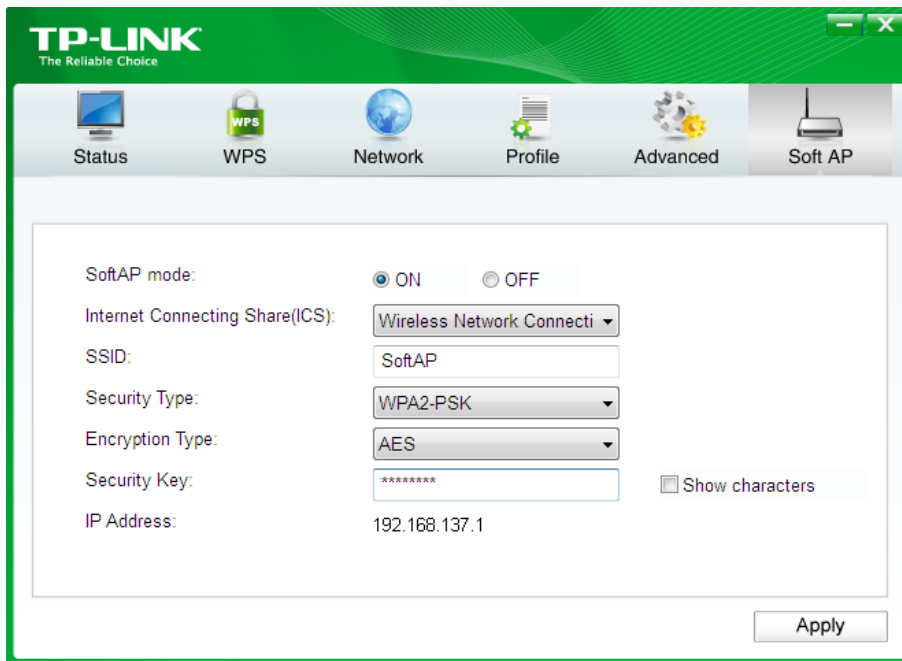 TP-LINK
The Reliable Choice
WPS
Status WPS Network Profile Advanced Soft AP
SoftAP mode: ON OFF
Internet Connecting Share(ICS): Wireless Network Connecti
SSID: SoftAP
Security Type: WPA2-PSK
Encryption Type: AES
Security Key: ******** Show characters
IP Address: 192.168.137.1
Apply